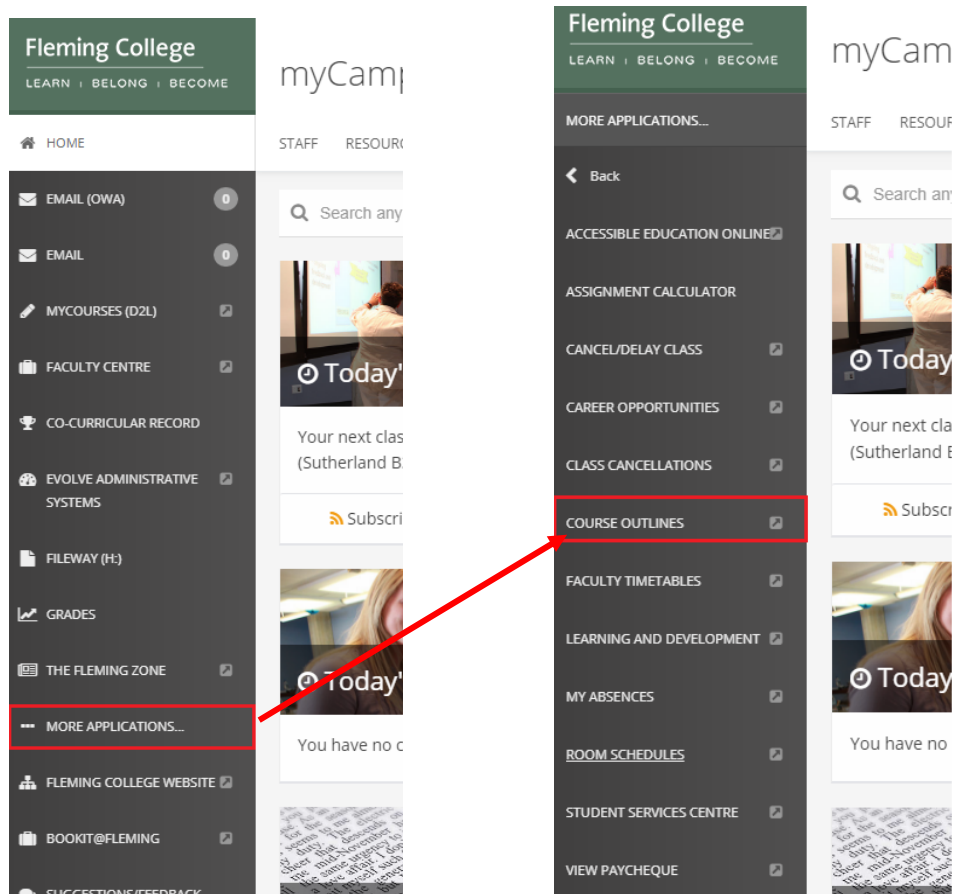 Fleming College
LEARN | BELONG | BECOME
HOME
EMAIL (OWA) 0
EMAIL 0
MYCOURSES (D2L)
FACULTY CENTRE
CO-CURRICULAR RECORD
EVOLVE ADMINISTRATIVE
SYSTEMS
FILEWAY (H:)
GRADES
THE FLEMING ZONE
MORE APPLICATIONS...
FLEMING COLLEGE WEBSITE
BOOKIT@FLEMING
SUGGESTIONS/FEEDBACK
myCamp
STAFF RESOUR
Search any
Today'
Your next clas
(Sutherland B
Subscri
Today'
You have no c
Fleming College
LEARN | BELONG | BECOME
MORE APPLICATIONS...
Back
ACCESSIBLE EDUCATION ONLINE
ASSIGNMENT CALCULATOR
CANCEL/DELAY CLASS
CAREER OPPORTUNITIES
CLASS CANCELLATIONS
COURSE OUTLINES
FACULTY TIMETABLES
LEARNING AND DEVELOPMENT
MY ABSENCES
ROOM SCHEDULES
STUDENT SERVICES CENTRE
VIEW PAYCHEQUE
myCam
STAFF RESOUR
Search any
Today
Your next cla
(Sutherland B
Subscr
Today
You have no